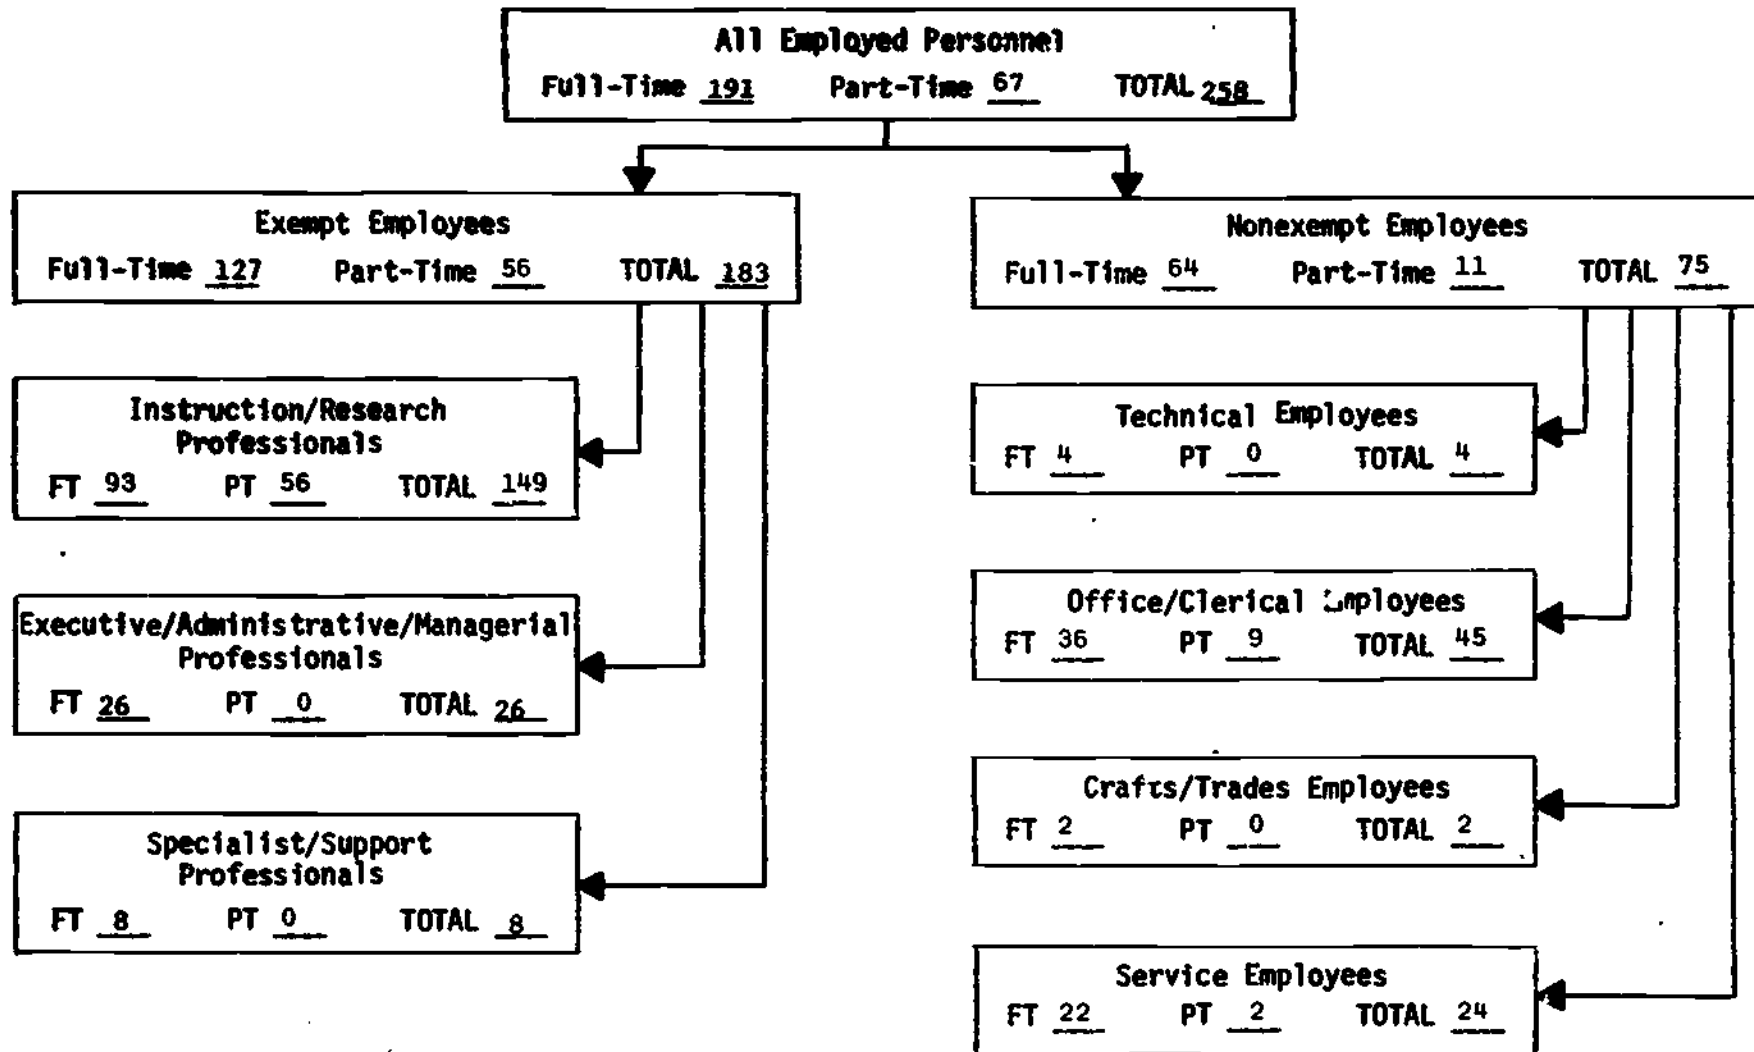 All Employed Personnel
Full-Time 191 Part-Time 67 TOTAL 258
Exempt Employees
Full-Time 127 Part-Time 56 TOTAL 183
Nonexempt Employees
Full-Time 64 Part-Time 11 TOTAL 75
Instruction/Research
Professionals
FT 93 PT 56 TOTAL 149
Executive/Administrative/Managerial
Professionals
FT 26 PT 0 TOTAL 26
Specialist/Support
Professionals
FT 8 PT 0 TOTAL 8
Technical Employees
FT 4 PT 0 TOTAL 4
Office/Clerical Employees
FT 36 PT 9 TOTAL 45
Crafts/Trades Employees
FT 2 PT 0 TOTAL 2
Service Employees
FT 22 PT 2 TOTAL 24